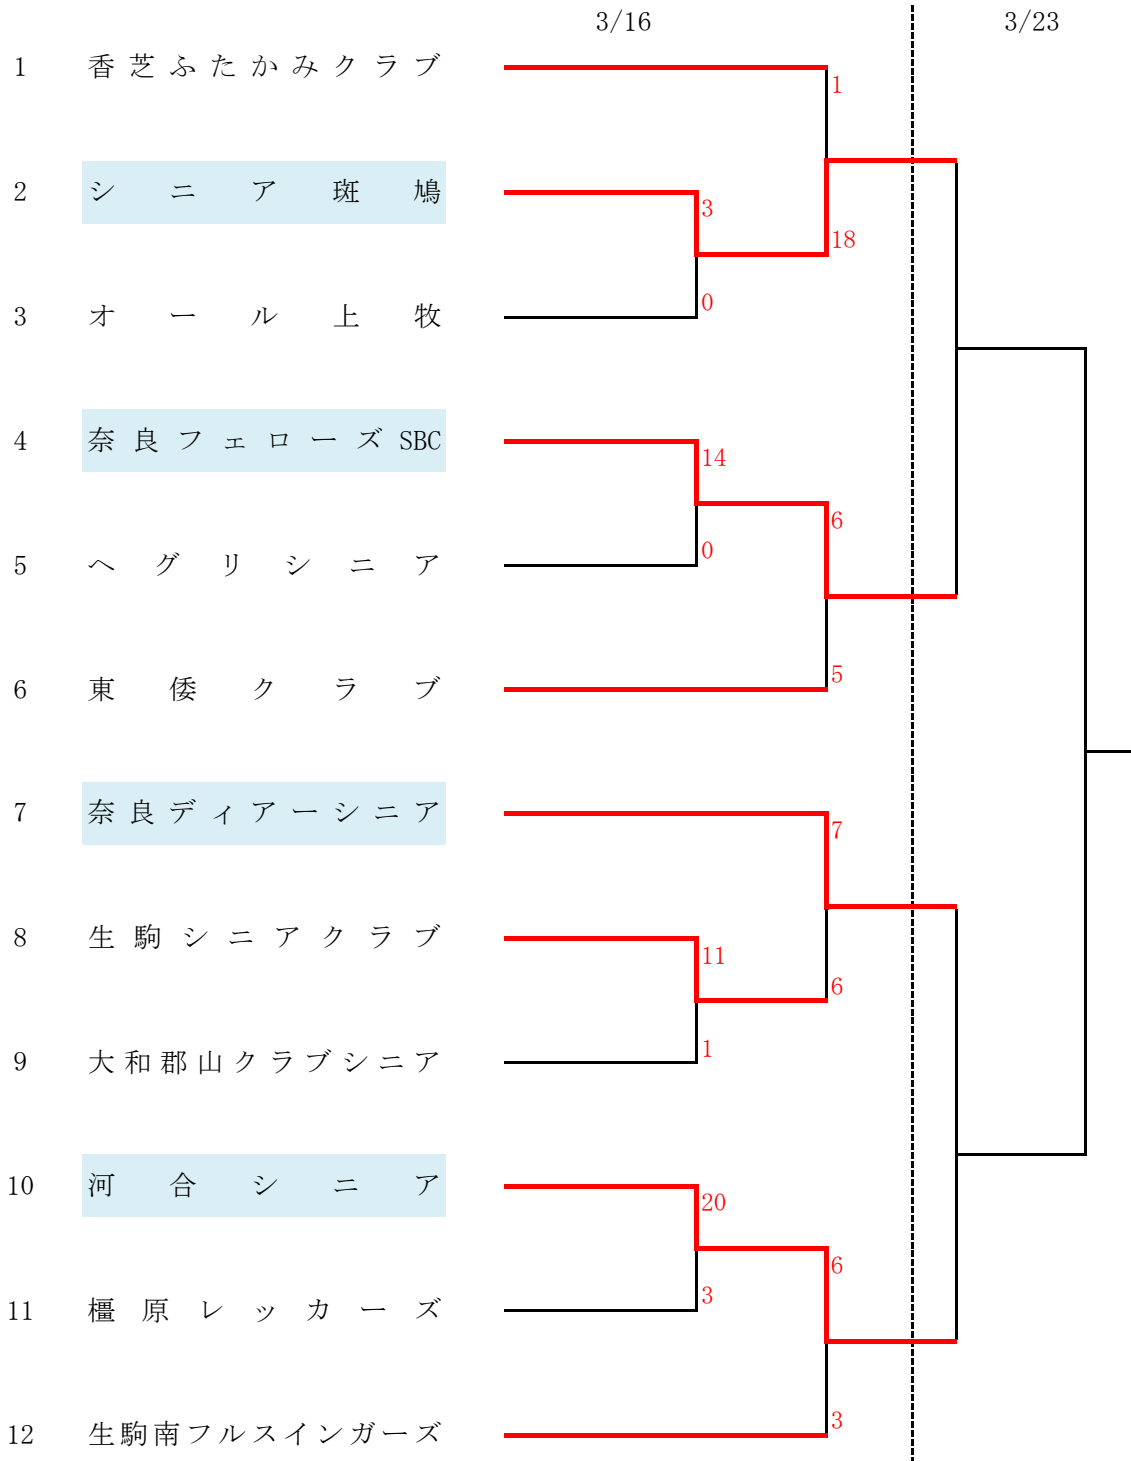 3/16 3/23
1 香芝ふたかみクラブ
1
2 シニア斑鳩
3
18
3 オール上牧
0
4 奈良フェローズSBC
14
6
5 ヘグリシニア
0
6 東倭クラブ
5
7 奈良ディアーシニア
7
8 生駒シニアクラブ
11
6
9 大和郡山クラブシニア
1
10 河合シニア
20
6
11 橿原レッカーズ
3
12 生駒南フルスインガーズ
3